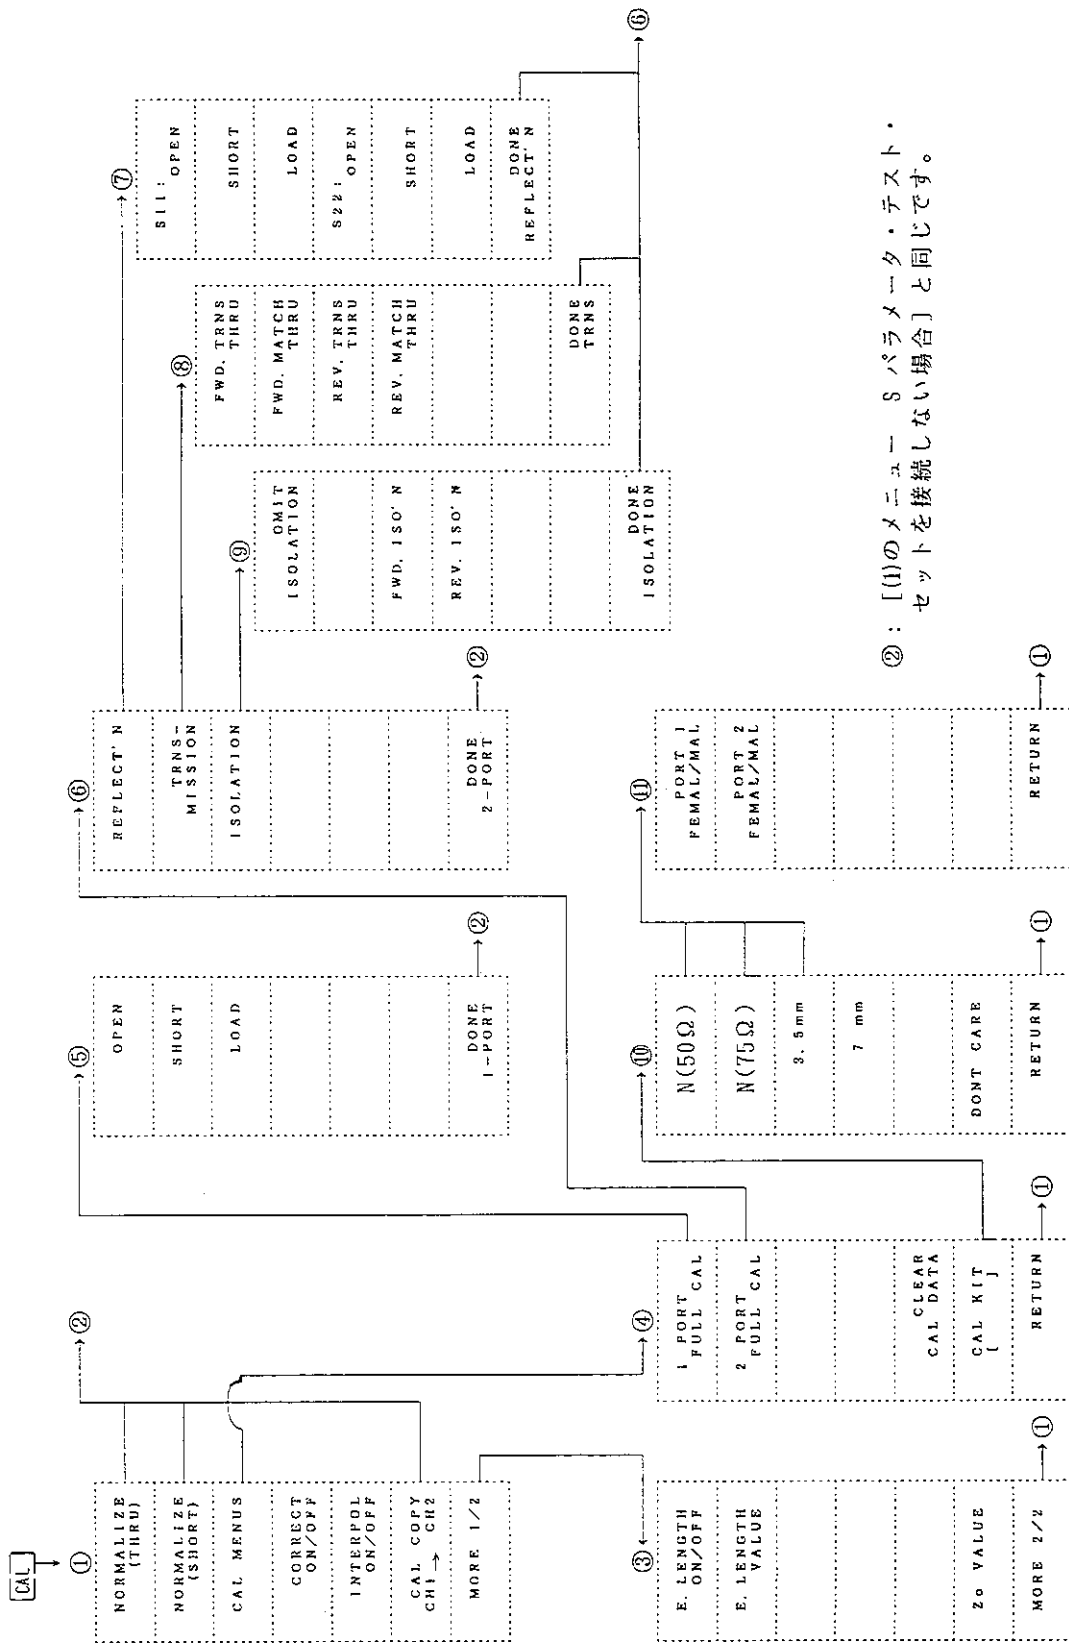 CAL
①
NORMALIZE
(THRU)
NORMALIZE
(SHORT)
CAL MENUS
CORRECT
ON/OFF
INTERPOL
ON/OFF
CAL COPY
CH1→ CH2
MORE 1/2
②
③
E. LENGTH
ON/OFF
E. LENGTH
VALUE
Zo VALUE
MORE 2/2
①
④
1 PORT
FULL CAL
2 PORT
FULL CAL
CLEAR
CAL DATA
CAL KIT
[ ]
RETURN
①
⑤
OPEN
SHORT
LOAD
DONE
1-PORT
②
⑩
N(50Ω)
N(75Ω)
3. 5mm
7 mm
DONT CARE
RETURN
①
⑥
REFLECT' N
TRNS-
MISSION
ISOLATION
DONE
2-PORT
②
⑪
PORT 1
FEMAL/MAL
PORT 2
FEMAL/MAL
RETURN
①
⑨
OMIT
ISOLATION
FWD. ISO' N
REV. ISO' N
DONE
ISOLATION
⑧
FWD. TRNS
THRU
FWD. MATCH
THRU
REV. TRNS
THRU
REV. MATCH
THRU
DONE
TRNS
⑦
S11:
OPEN
SHORT
LOAD
S22:
OPEN
SHORT
LOAD
DONE
REFLECT' N
⑥
②: [(1)のメニュー S パラメータ・テスト・
セットを接続しない場合] と同じです。